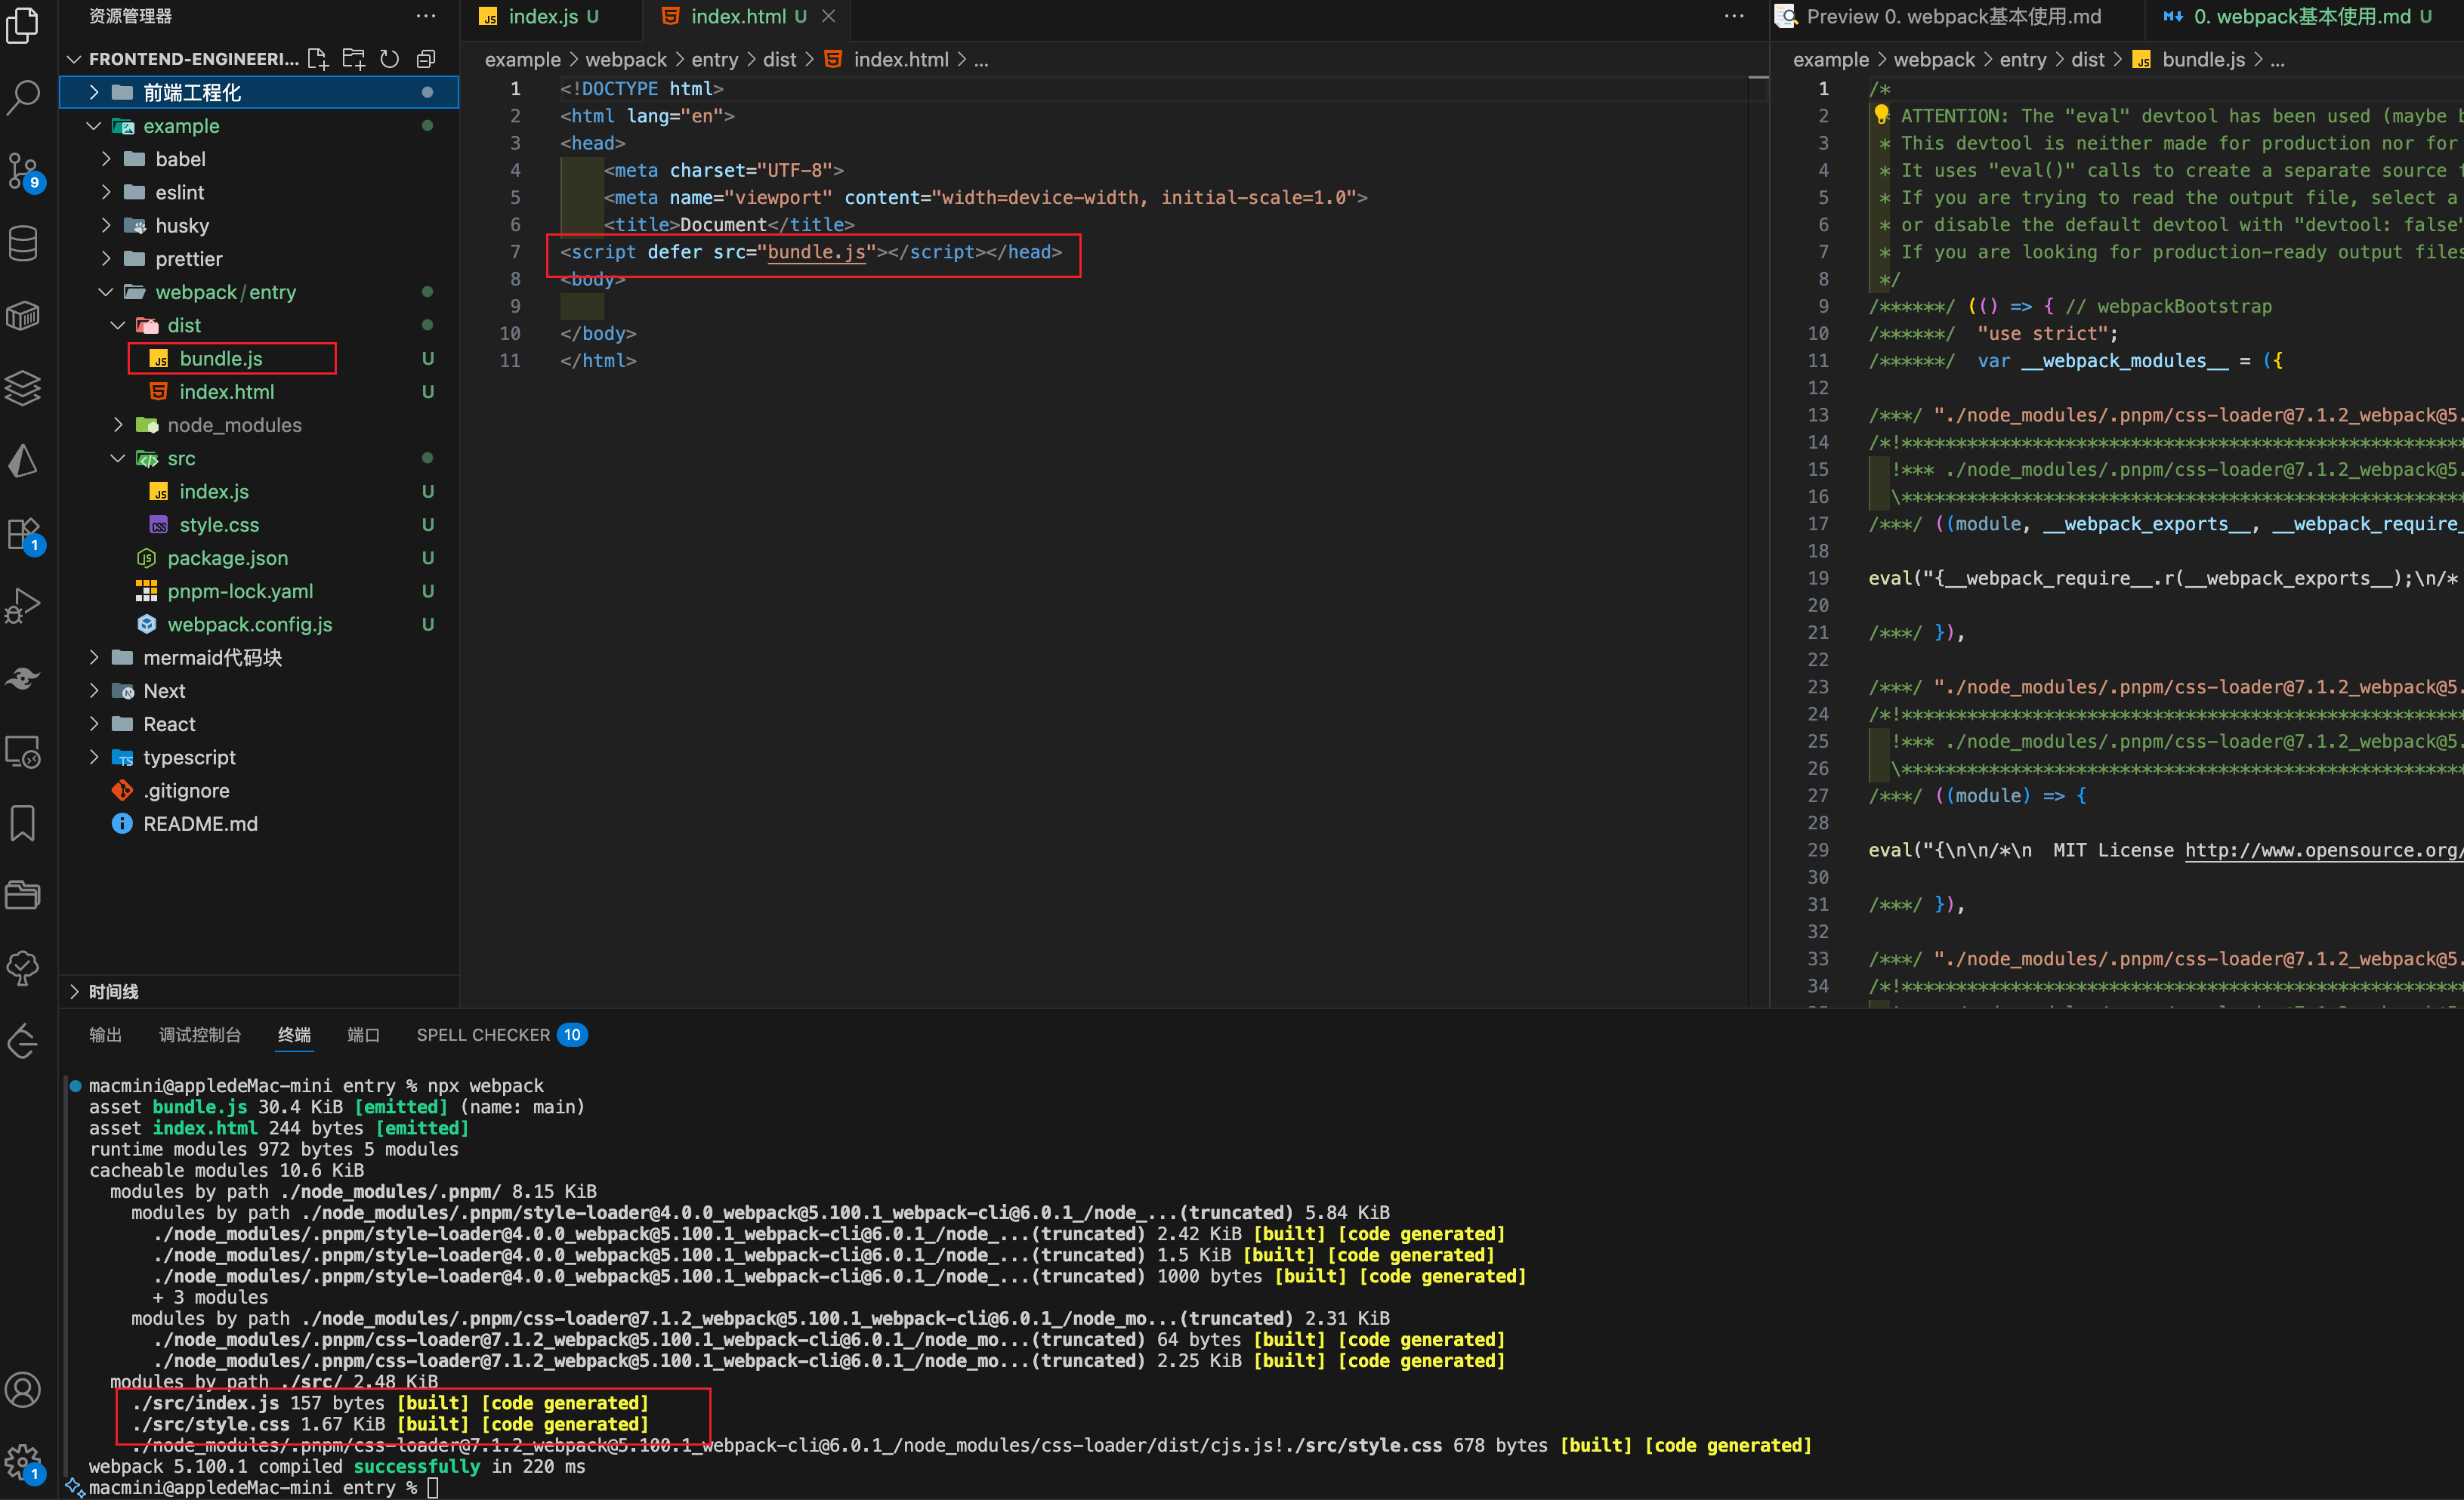 资源管理器
FRONTEND-ENGINEERI...
前端工程化
example
babel
eslint
husky
prettier
webpack/entry
dist
bundle.js U
index.html U
node_modules
src
index.js U
style.css U
package.json U
pnpm-lock.yaml U
webpack.config.js U
mermaid代码块
Next
React
typescript
.gitignore
README.md
时间线
9
1
1
index.js U
index.html U
example > webpack > entry > dist > index.html > ...
1 <!DOCTYPE html>
2 <html lang="en">
3 <head>
4 <meta charset="UTF-8">
5 <meta name="viewport" content="width=device-width, initial-scale=1.0">
6 <title>Document</title>
7 <script defer src="bundle.js"></script></head>
8 <body>
9
10 </body>
11 </html>
Preview 0. webpack基本使用.md
0. webpack基本使用.md U
example > webpack > entry > dist > bundle.js > ...
1 /*
2 ATTENTION: The "eval" devtool has been used (maybe b
3 * This devtool is neither made for production nor for
4 * It uses "eval()" calls to create a separate source f
5 * If you are trying to read the output file, select a
6 * or disable the default devtool with "devtool: false"
7 * If you are looking for production-ready output files
8 */
9 /******/ (() => { // webpackBootstrap
10 /******/ "use strict";
11 /******/ var __webpack_modules__ = ({
12
13 /***/ "./node_modules/.pnpm/css-loader@7.1.2_webpack@5.
14 /*!*******************************************************
15 !*** ./node_modules/.pnpm/css-loader@7.1.2_webpack@5.
16 \*******************************************************
17 /***/ ((module, __webpack_exports__, __webpack_require_
18
19 eval("{__webpack_require__.r(__webpack_exports__);\n/*
20
21 /***/ }),
22
23 /***/ "./node_modules/.pnpm/css-loader@7.1.2_webpack@5.
24 /*!*******************************************************
25 !*** ./node_modules/.pnpm/css-loader@7.1.2_webpack@5.
26 \*******************************************************
27 /***/ ((module) => {
28
29 eval("{\n\n/*\n  MIT License http://www.opensource.org/
30
31 /***/ }),
32
33 /***/ "./node_modules/.pnpm/css-loader@7.1.2_webpack@5.
34 /*!*******************************************************
输出 调试控制台 终端 端口 SPELL CHECKER 10
macmini@appledeMac-mini entry % npx webpack
asset bundle.js 30.4 KiB [emitted] (name: main)
asset index.html 244 bytes [emitted]
runtime modules 972 bytes 5 modules
cacheable modules 10.6 KiB
modules by path ./node_modules/.pnpm/ 8.15 KiB
modules by path ./node_modules/.pnpm/style-loader@4.0.0_webpack@5.100.1_webpack-cli@6.0.1_/node_...(truncated) 5.84 KiB
./node_modules/.pnpm/style-loader@4.0.0_webpack@5.100.1_webpack-cli@6.0.1_/node_...(truncated) 2.42 KiB [built] [code generated]
./node_modules/.pnpm/style-loader@4.0.0_webpack@5.100.1_webpack-cli@6.0.1_/node_...(truncated) 1.5 KiB [built] [code generated]
./node_modules/.pnpm/style-loader@4.0.0_webpack@5.100.1_webpack-cli@6.0.1_/node_...(truncated) 1000 bytes [built] [code generated]
+ 3 modules
modules by path ./node_modules/.pnpm/css-loader@7.1.2_webpack@5.100.1_webpack-cli@6.0.1_/node_mo...(truncated) 2.31 KiB
./node_modules/.pnpm/css-loader@7.1.2_webpack@5.100.1_webpack-cli@6.0.1_/node_mo...(truncated) 64 bytes [built] [code generated]
./node_modules/.pnpm/css-loader@7.1.2_webpack@5.100.1_webpack-cli@6.0.1_/node_mo...(truncated) 2.25 KiB [built] [code generated]
modules by path ./src/ 2.48 KiB
./src/index.js 157 bytes [built] [code generated]
./src/style.css 1.67 KiB [built] [code generated]
./node_modules/.pnpm/css-loader@7.1.2_webpack@5.100.1_webpack-cli@6.0.1_/node_modules/css-loader/dist/cjs.js!./src/style.css 678 bytes [built] [code generated]
webpack 5.100.1 compiled successfully in 220 ms
macmini@appledeMac-mini entry %